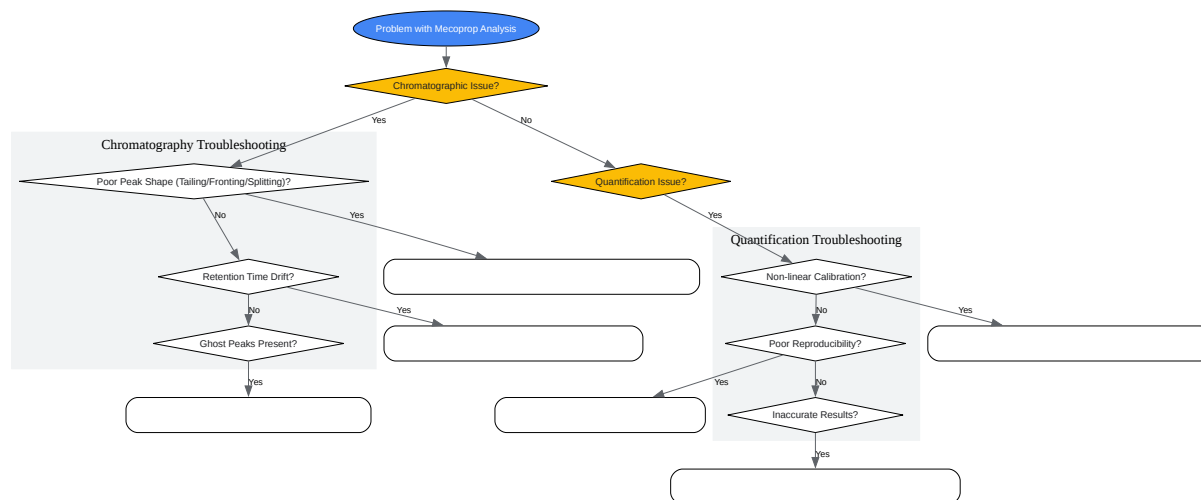 Problem with Mecoprop Analysis
Chromatographic Issue?
Yes
No
Chromatography Troubleshooting
Poor Peak Shape (Tailing/Fronting/Splitting)?
Quantification Issue?
No
Yes
Yes
Quantification Troubleshooting
Retention Time Drift?
Non-linear Calibration?
No
Yes
No
Yes
Ghost Peaks Present?
Poor Reproducibility?
Yes
Yes
No
Inaccurate Results?
Yes